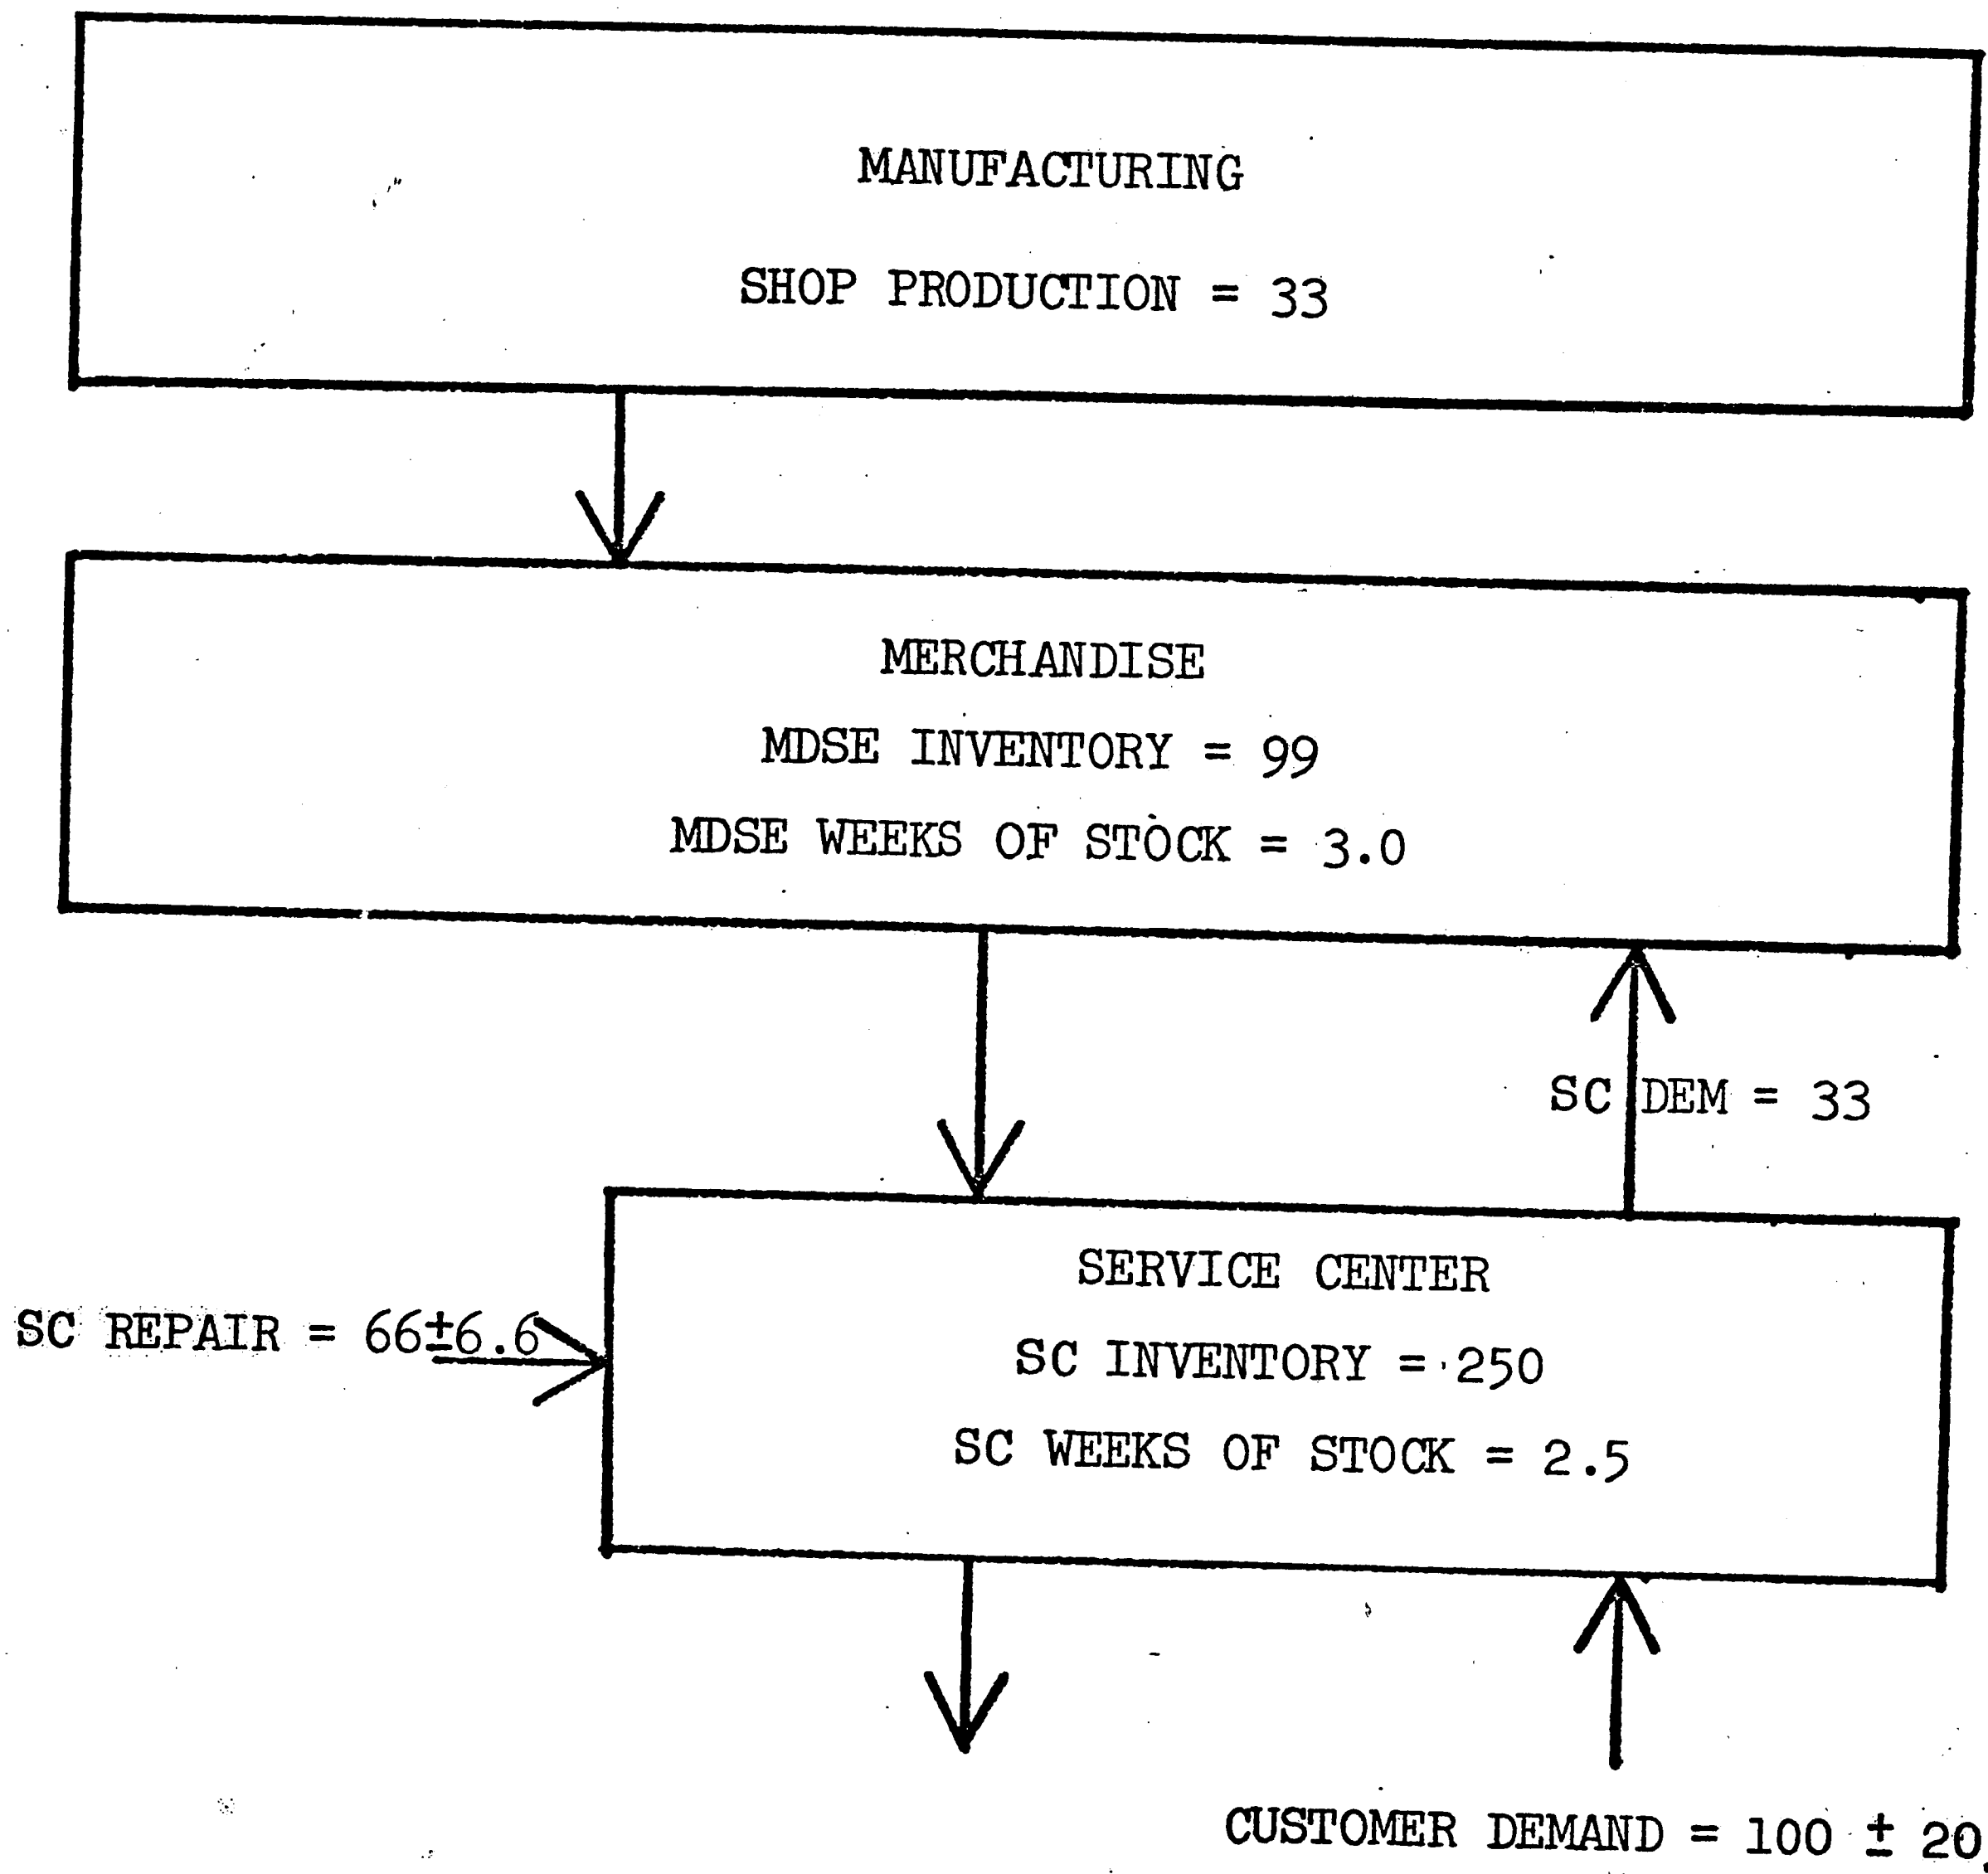 MANUFACTURING
SHOP PRODUCTION = 33
MERCHANDISE
MDSE INVENTORY = 99
MDSE WEEKS OF STOCK = 3.0
SC DEM = 33
SERVICE CENTER
SC REPAIR = 66±6.6
SC INVENTORY = 250
SC WEEKS OF STOCK = 2.5
CUSTOMER DEMAND = 100 ± 20